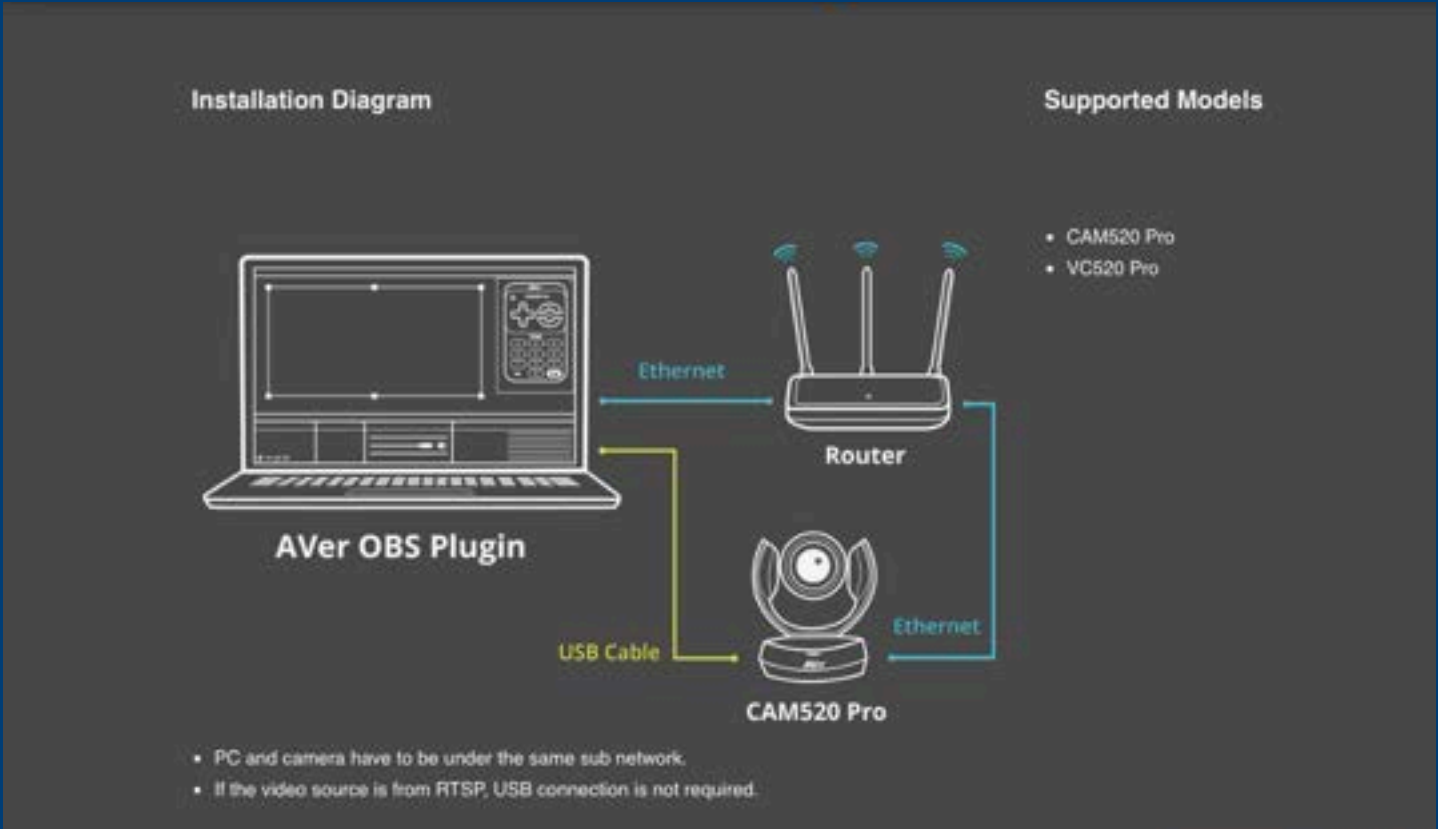 Installation Diagram
Supported Models
CAM520 Pro
VC520 Pro
Ethernet
Router
AVer OBS Plugin
Ethernet
USB Cable
CAM520 Pro
PC and camera have to be under the same sub network.
If the video source is from RTSP, USB connection is not required.